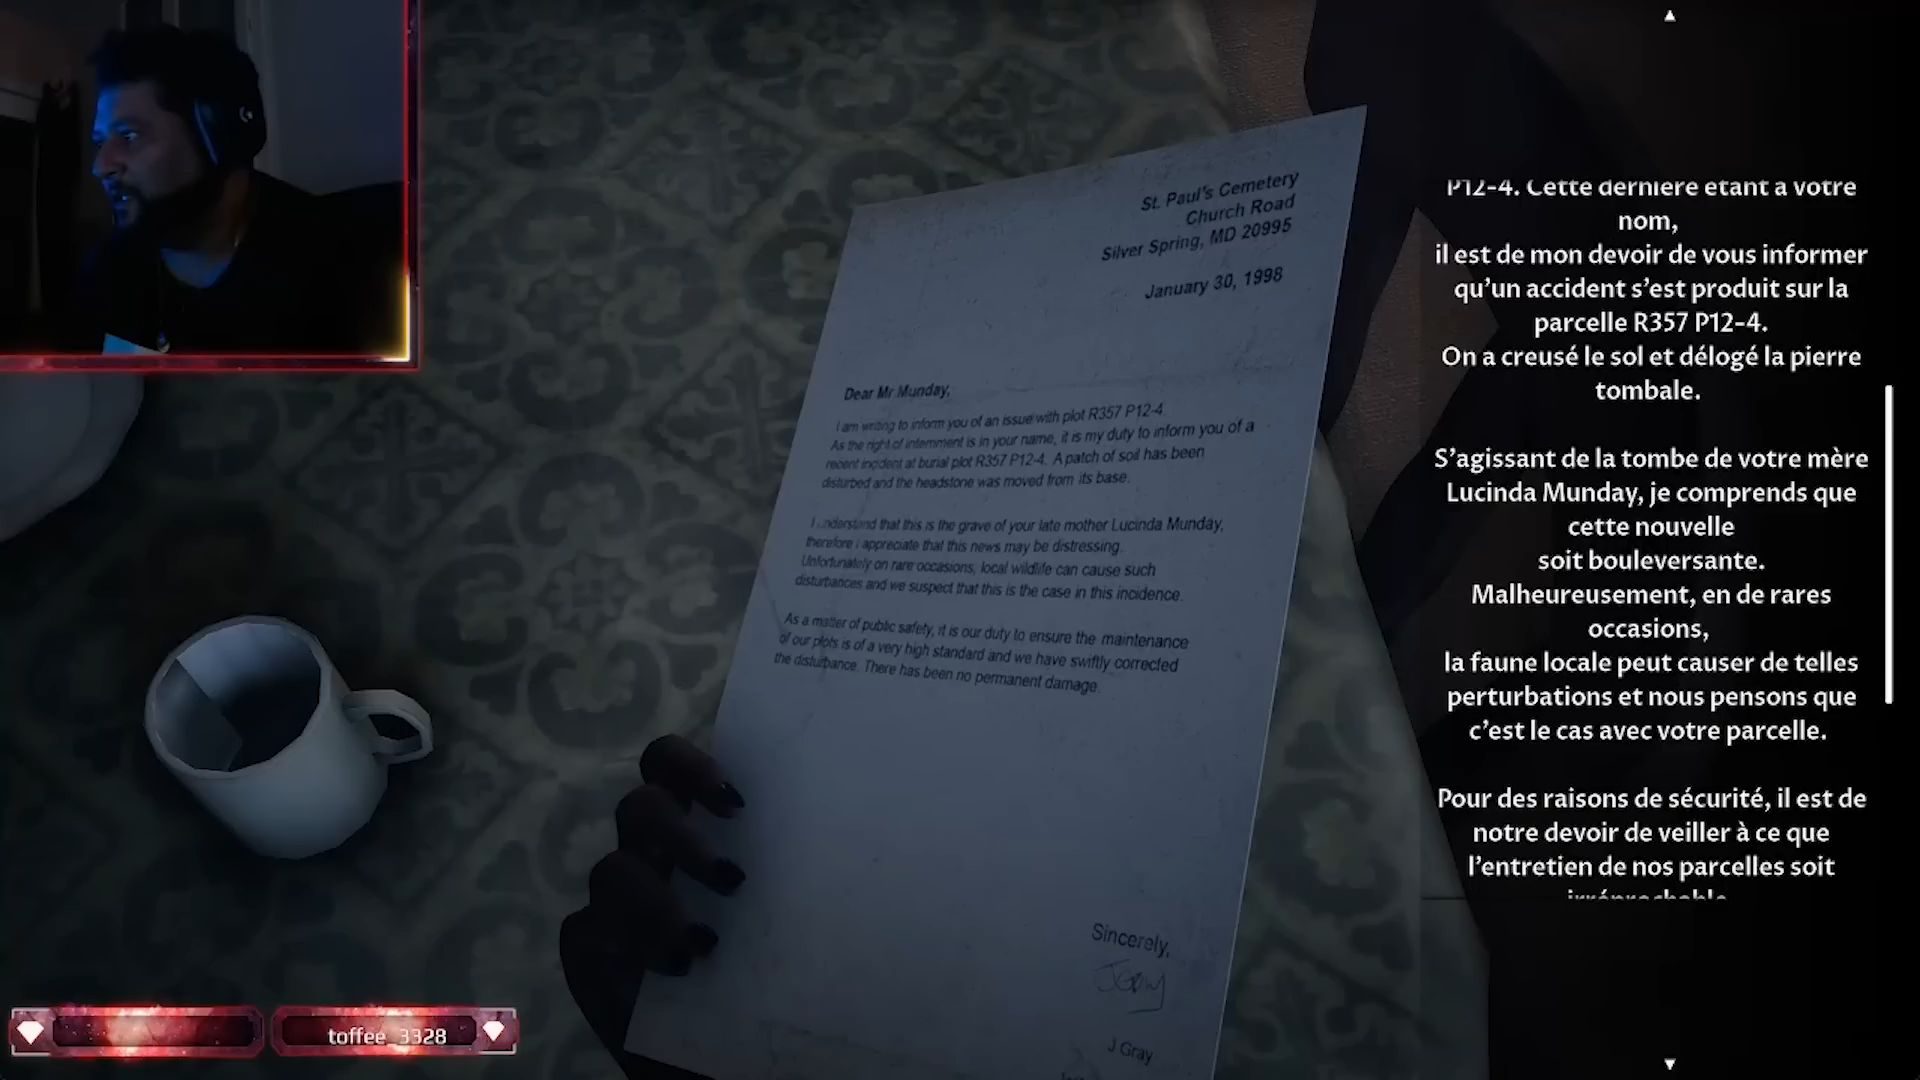 St. Paul's Cemetery
Church Road
Silver Spring, MD 20995
January 30, 1998
Dear Mr Munday,
I am writing to inform you of an issue with plot R357 P12-4
As the right of internment is in your name, it is my duty to inform you of a
recent incident at burial plot R357 P12-4. A patch of soil has been
disturbed and the headstone was moved from its base.
I understand that this is the grave of your late mother Lucinda Munday,
therefore i appreciate that this news may be distressing.
Unfortunately on rare occasions, local wildlife can cause such
disturbances and we suspect that this is the case in this incidence.
As a matter of public safety, it is our duty to ensure the maintenance
of our plots is of a very high standard and we have swiftly corrected
the disturbance. There has been no permanent damage.
Sincerely,
JGray
J Gray
P12-4. Cette dernière étant à votre
nom,
il est de mon devoir de vous informer
qu'un accident s'est produit sur la
parcelle R357 P12-4.
On a creusé le sol et délogé la pierre
tombale.
S'agissant de la tombe de votre mère
Lucinda Munday, je comprends que
cette nouvelle
soit bouleversante.
Malheureusement, en de rares
occasions,
la faune locale peut causer de telles
perturbations et nous pensons que
c'est le cas avec votre parcelle.
Pour des raisons de sécurité, il est de
notre devoir de veiller à ce que
l'entretien de nos parcelles soit
irréprochable
toffee_3328